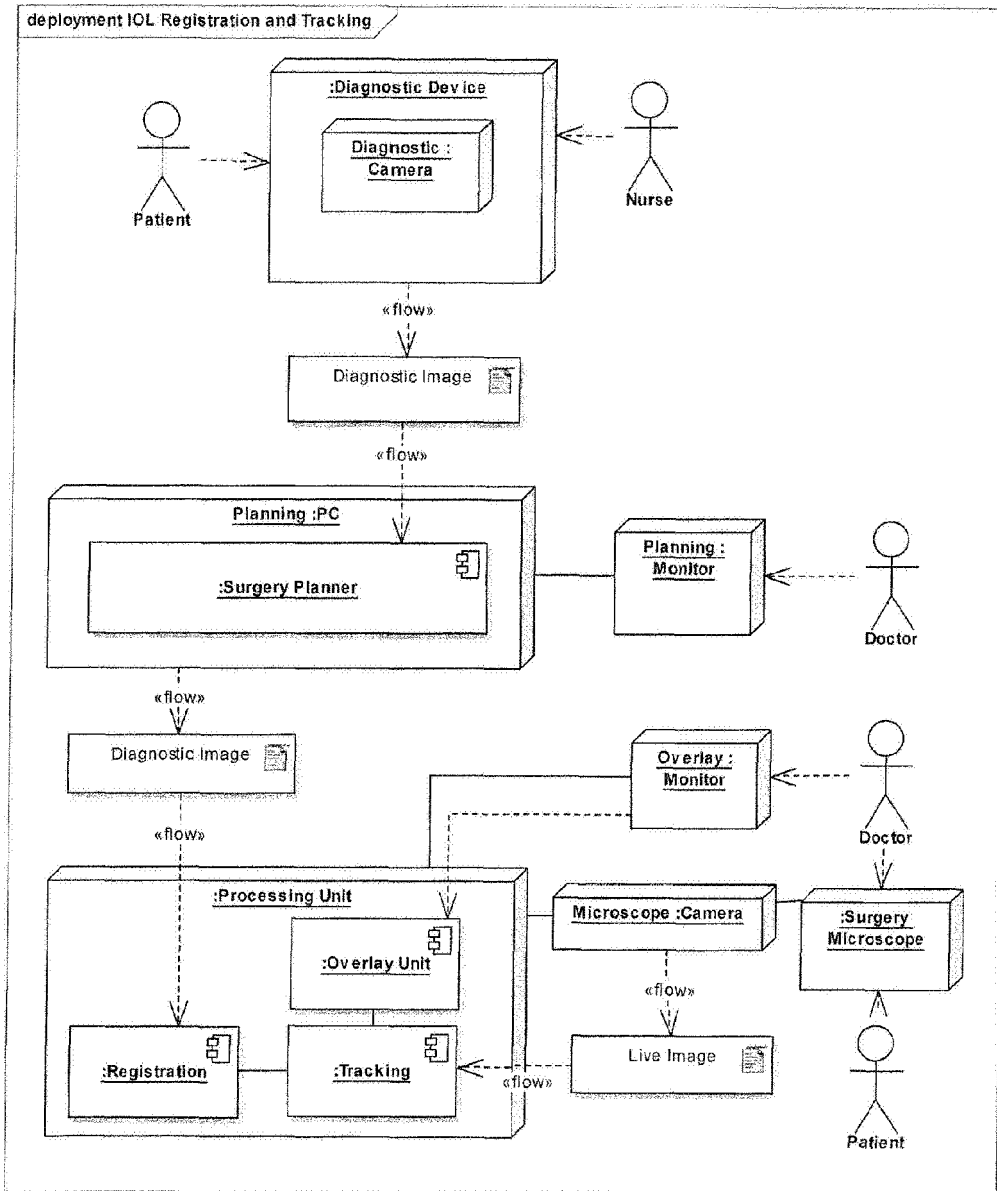 deployment IOL Registration and Tracking
:Diagnostic Device
Diagnostic :
Camera
Patient
Nurse
«flow»
Diagnostic Image
«flow»
Planning :PC
:Surgery Planner
Planning :
Monitor
Doctor
«flow»
Diagnostic Image
Overlay :
Monitor
«flow»
Doctor
:Processing Unit
Microscope :Camera
:Surgery
Microscope
:Overlay Unit
«flow»
:Registration
:Tracking
«flow»
Live Image
Patient